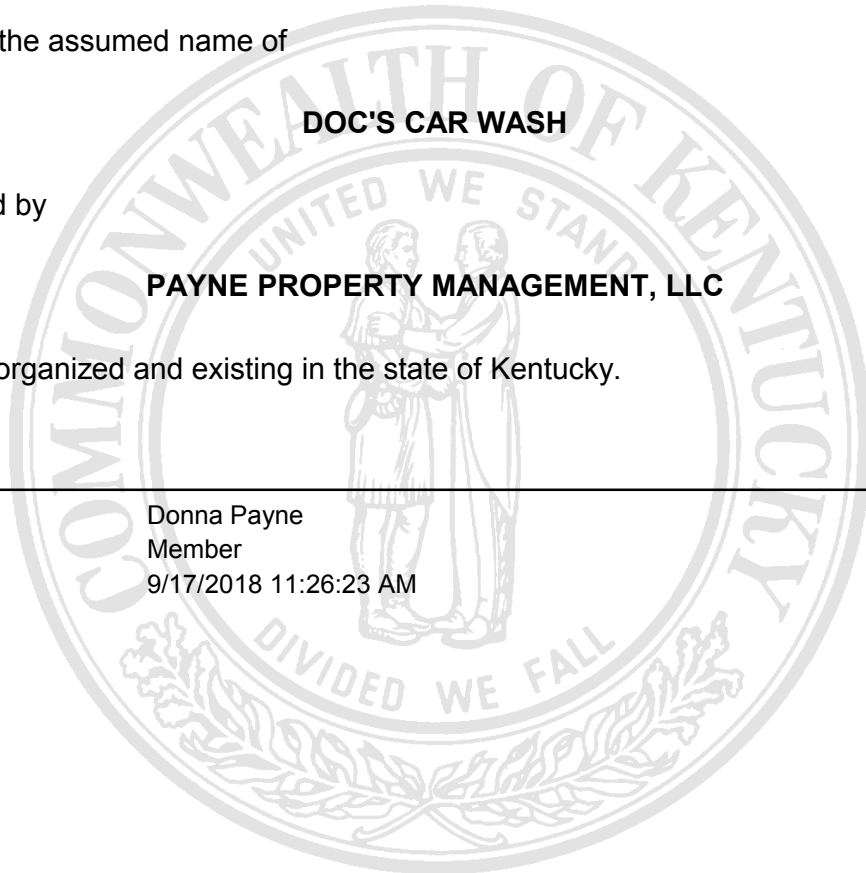 the assumed name of
DOC'S CAR WASH
d by
PAYNE PROPERTY MANAGEMENT, LLC
organized and existing in the state of Kentucky.
Donna Payne
Member
9/17/2018 11:26:23 AM
COMMONWEALTH OF KENTUCKY
UNITED WE STAND
DIVIDED WE FALL